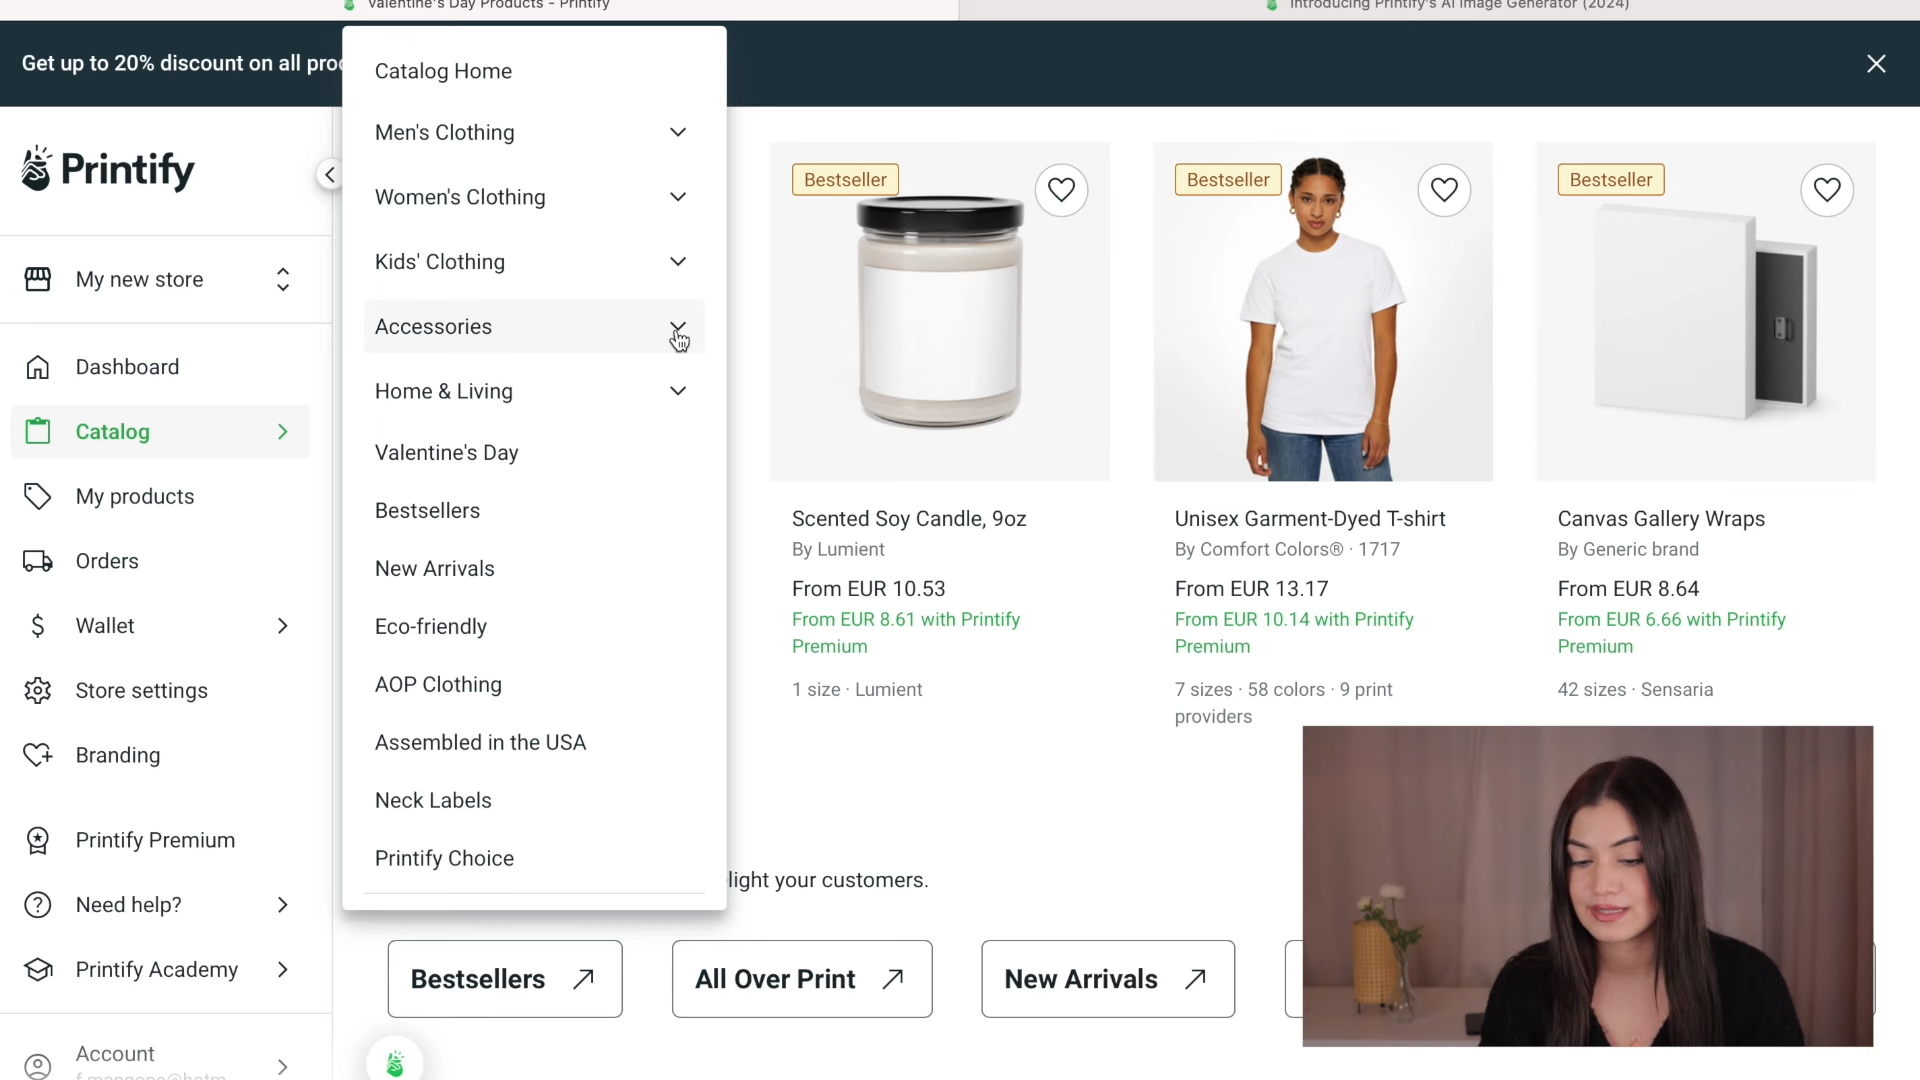 Valentine's Day Products - Printify
Introducing Printify's AI Image Generator (2024)
Get up to 20% discount on all
Printify
My new store
Dashboard
Catalog
My products
Orders
Wallet
Store settings
Branding
Printify Premium
Need help?
Printify Academy
Account
Catalog Home
Men's Clothing
Women's Clothing
Kids' Clothing
Accessories
Home & Living
Valentine's Day
Bestsellers
New Arrivals
Eco-friendly
AOP Clothing
Assembled in the USA
Neck Labels
Printify Choice
Bestseller
Scented Soy Candle, 9oz
By Lumient
From EUR 10.53
From EUR 8.61 with Printify
Premium
1 size · Lumient
Bestseller
Unisex Garment-Dyed T-shirt
By Comfort Colors® · 1717
From EUR 13.17
From EUR 10.14 with Printify
Premium
7 sizes · 58 colors · 9 print
providers
Bestseller
Canvas Gallery Wraps
By Generic brand
From EUR 8.64
From EUR 6.66 with Printify
Premium
42 sizes · Sensaria
your customers.
Bestsellers
All Over Print
New Arrivals